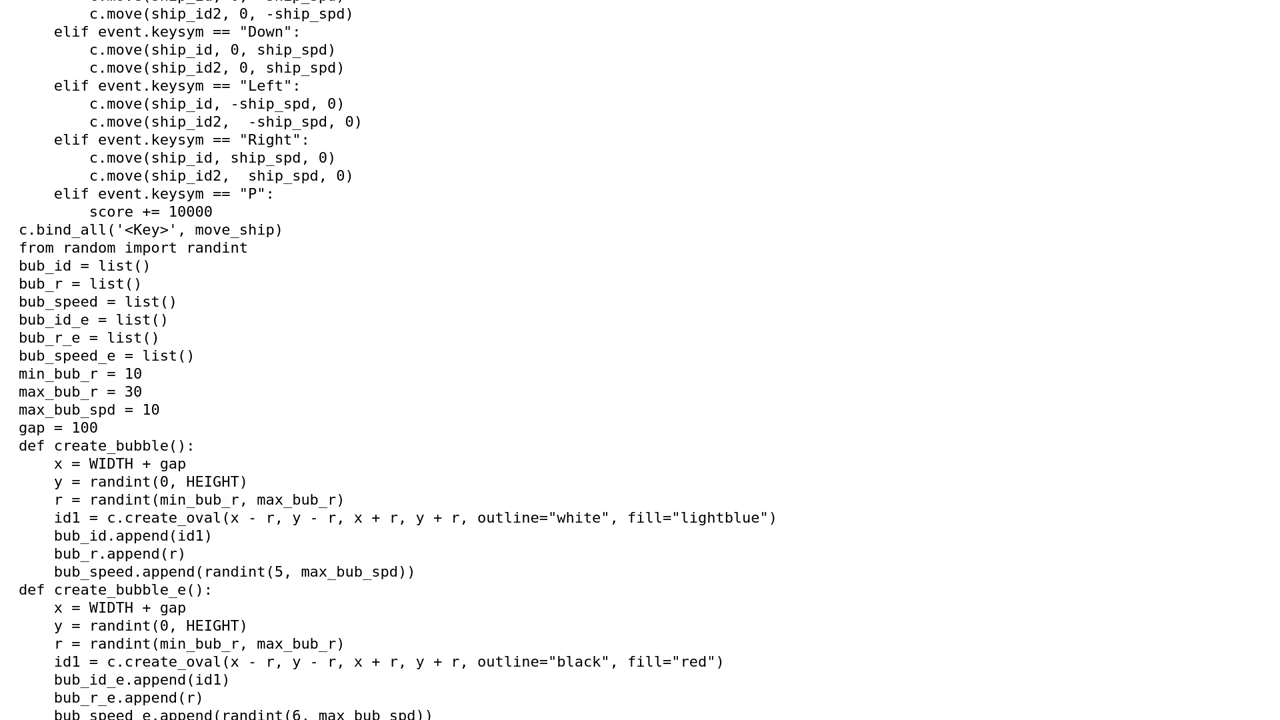 c.move(ship_id2, 0, -ship_spd)
    elif event.keysym == "Down":
        c.move(ship_id, 0, ship_spd)
        c.move(ship_id2, 0, ship_spd)
    elif event.keysym == "Left":
        c.move(ship_id, -ship_spd, 0)
        c.move(ship_id2,  -ship_spd, 0)
    elif event.keysym == "Right":
        c.move(ship_id, ship_spd, 0)
        c.move(ship_id2,  ship_spd, 0)
    elif event.keysym == "P":
        score += 10000
c.bind_all('<Key>', move_ship)
from random import randint
bub_id = list()
bub_r = list()
bub_speed = list()
bub_id_e = list()
bub_r_e = list()
bub_speed_e = list()
min_bub_r = 10
max_bub_r = 30
max_bub_spd = 10
gap = 100
def create_bubble():
    x = WIDTH + gap
    y = randint(0, HEIGHT)
    r = randint(min_bub_r, max_bub_r)
    id1 = c.create_oval(x - r, y - r, x + r, y + r, outline="white", fill="lightblue")
    bub_id.append(id1)
    bub_r.append(r)
    bub_speed.append(randint(5, max_bub_spd))
def create_bubble_e():
    x = WIDTH + gap
    y = randint(0, HEIGHT)
    r = randint(min_bub_r, max_bub_r)
    id1 = c.create_oval(x - r, y - r, x + r, y + r, outline="black", fill="red")
    bub_id_e.append(id1)
    bub_r_e.append(r)
    bub_speed_e.append(randint(6, max_bub_spd))